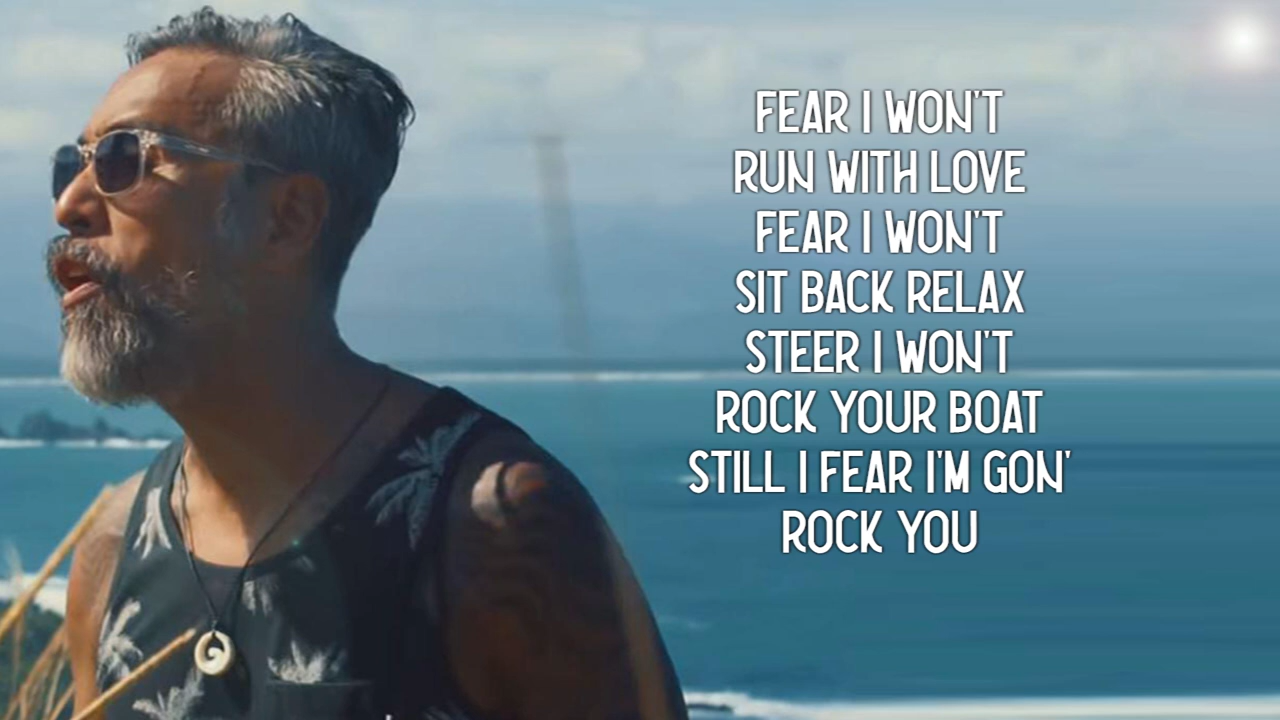 FEAR I WON'T
RUN WITH LOVE
FEAR I WON'T
SIT BACK RELAX
STEER I WON'T
ROCK YOUR BOAT
STILL I FEAR I'M GON'
ROCK YOU